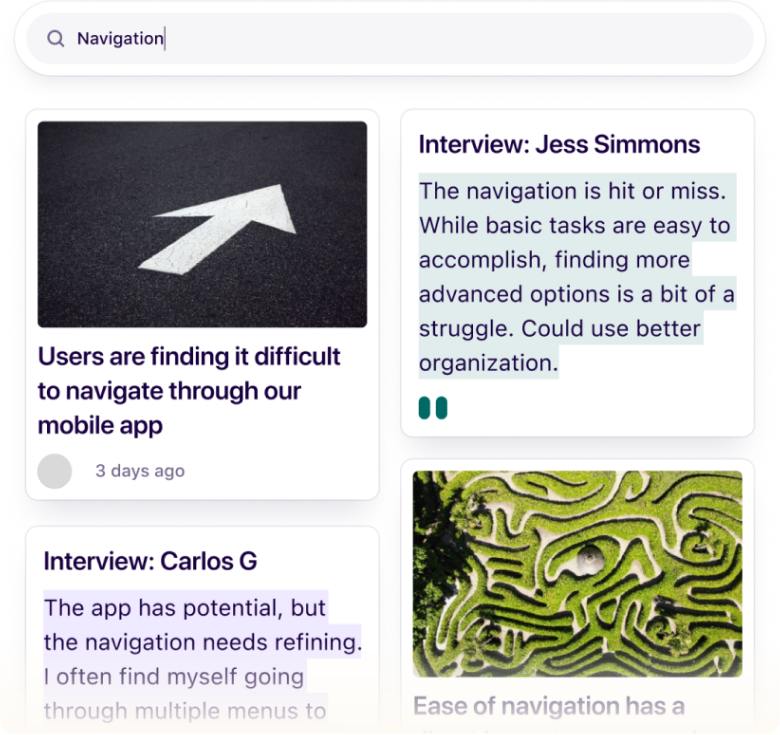 Navigation
Users are finding it difficult
to navigate through our
mobile app
3 days ago
Interview: Carlos G
The app has potential, but
the navigation needs refining.
I often find myself going
through multiple menus to
Interview: Jess Simmons
The navigation is hit or miss.
While basic tasks are easy to
accomplish, finding more
advanced options is a bit of a
struggle. Could use better
organization.
Ease of navigation has a